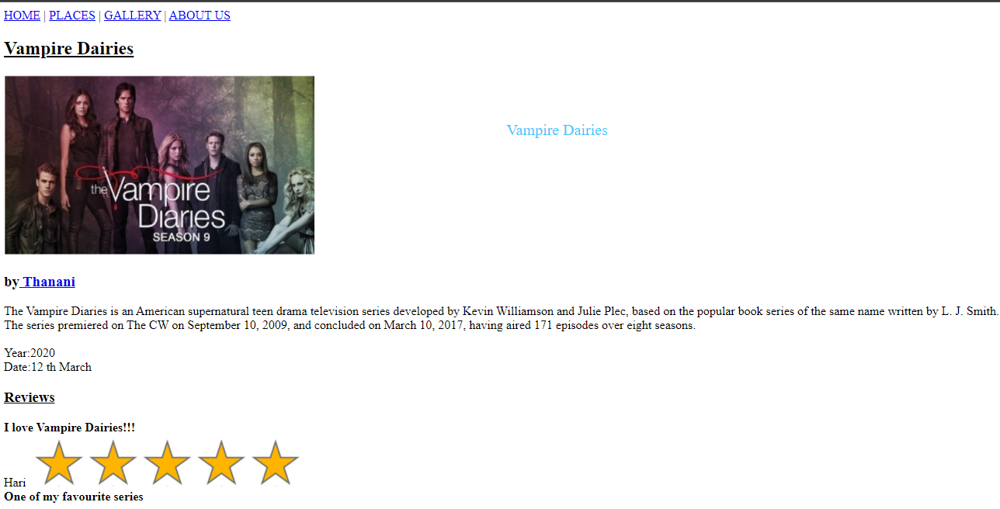 HOME | PLACES | GALLERY | ABOUT US
Vampire Dairies
the Vampire
Diaries
SEASON 9
Vampire Dairies
by Thanani
The Vampire Diaries is an American supernatural teen drama television series developed by Kevin Williamson and Julie Plec, based on the popular book series of the same name written by L. J. Smith.
The series premiered on The CW on September 10, 2009, and concluded on March 10, 2017, having aired 171 episodes over eight seasons.
Year:2020
Date:12 th March
Reviews
I love Vampire Dairies!!!
Hari
One of my favourite series